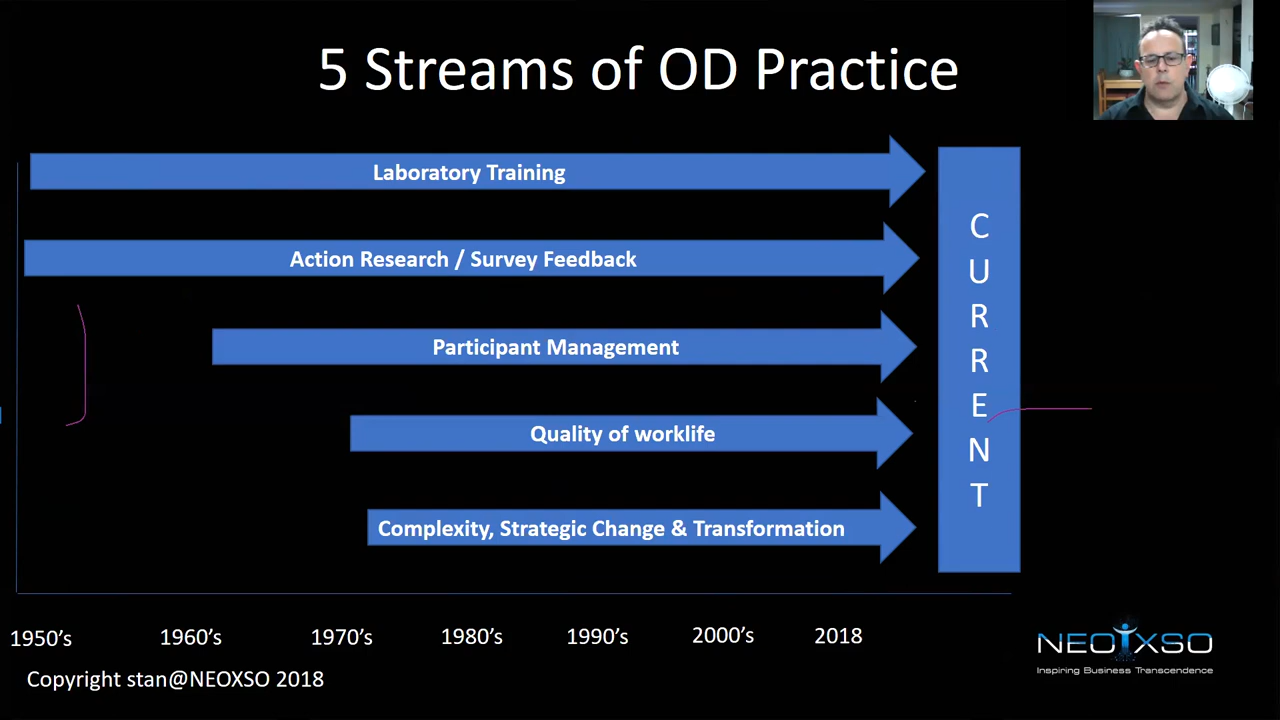 5 Streams of OD Practice
Laboratory Training
Action Research / Survey Feedback
Participant Management
Quality of worklife
Complexity, Strategic Change & Transformation
C
U
R
R
E
N
T
1950's 1960's 1970's 1980's 1990's 2000's 2018
Copyright stan@NEOXSO 2018
NEOIXSO
Inspiring Business Transcendence